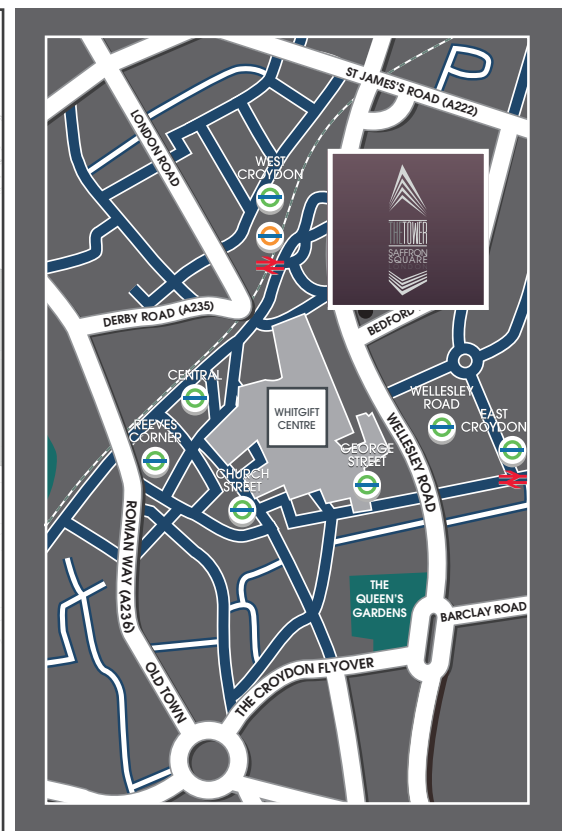 ST JAMES'S ROAD (A222)
LONDON ROAD
WEST
CROYDON
THETOWER
SAFFRON
SQUARE
DERBY ROAD (A235)
BEDFORD
CENTRAL
WHITGIFT
CENTRE
WELLESLEY
ROAD
EAST
CROYDON
REEVES
CORNER
WELLESLEY ROAD
GEORGE
STREET
CHURCH
STREET
ROMAN WAY (A236)
THE
QUEEN'S
GARDENS
BARCLAY ROAD
OLD TOWN
THE CROYDON FLYOVER